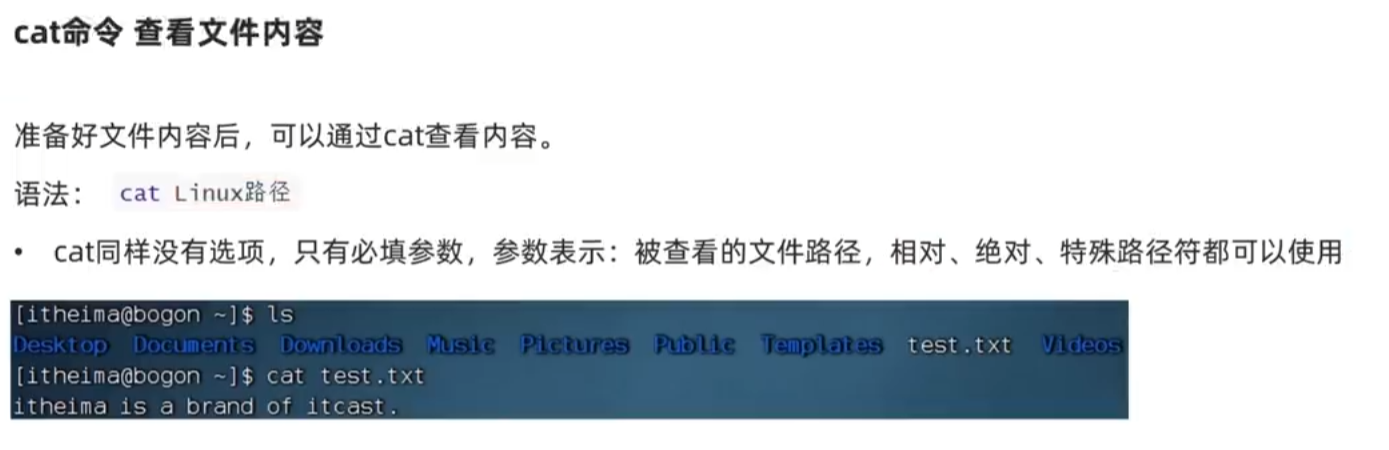 cat命令 查看文件内容
准备好文件内容后，可以通过cat查看内容。
语法： cat Linux路径
• cat同样没有选项，只有必填参数，参数表示：被查看的文件路径，相对、绝对、特殊路径符都可以使用
[itheima@bogon ~]$ ls
Desktop Documents Downloads Music Pictures Public Templates test.txt Videos
[itheima@bogon ~]$ cat test.txt
itheima is a brand of itcast.